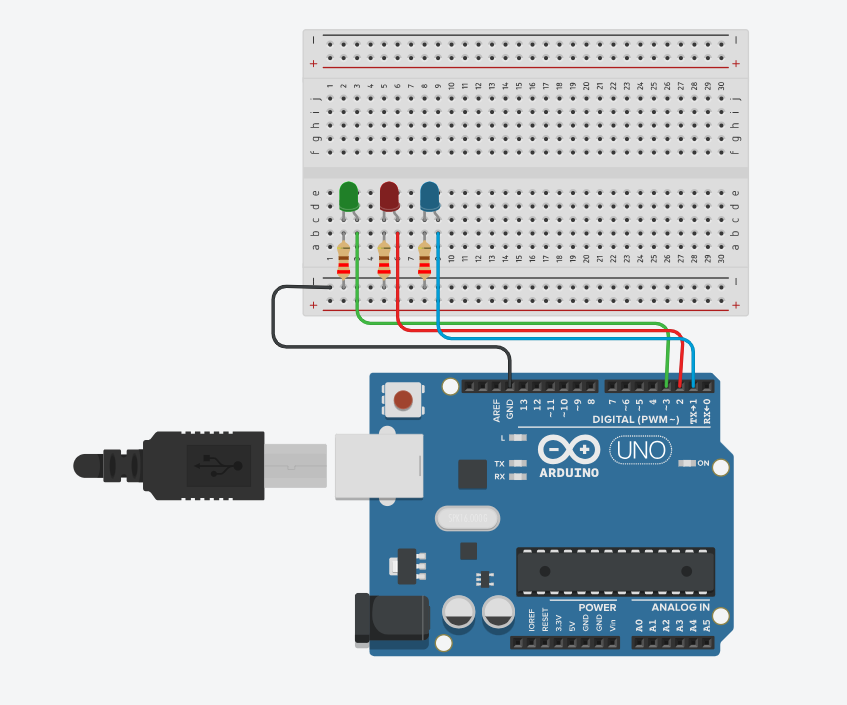 − −
+ +
1 2 3 4 5 6 7 8 9 10 11 12 13 14 15 16 17 18 19 20 21 22 23 24 25 26 27 28 29 30
j j
i i
h h
g g
f f
e e
d d
c c
b b
a a
1 3 4 5 7 8 10 11 12 13 14 15 16 17 18 19 20 21 22 23 24 25 26 27 28 29 30
− −
+ +
AREF GND 13 12 ~11 ~10 ~9 8 7 ~6 ~5 4 ~3 2 TX→1 RX←0
DIGITAL (PWM~)
L
TX
RX
ARDUINO
UNO
ON
POWER ANALOG IN
IOREF RESET 3.3V 5V GND GND Vin A0 A1 A2 A3 A4 A5